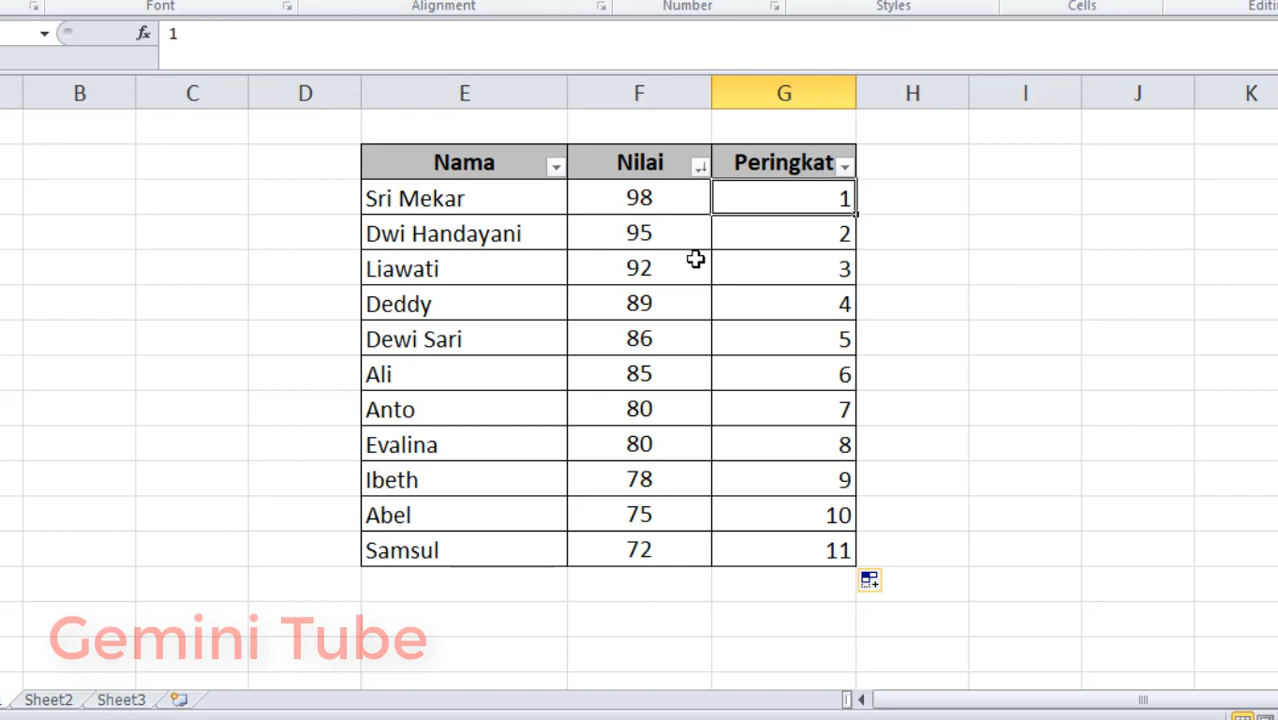 Font Alignment Number Styles Cells
fx 1
B C D E F G H I J K
Nama Nilai Peringkat
Sri Mekar 98 1
Dwi Handayani 95 2
Liawati 92 3
Deddy 89 4
Dewi Sari 86 5
Ali 85 6
Anto 80 7
Evalina 80 8
Ibeth 78 9
Abel 75 10
Samsul 72 11
Gemini Tube
Sheet2 Sheet3